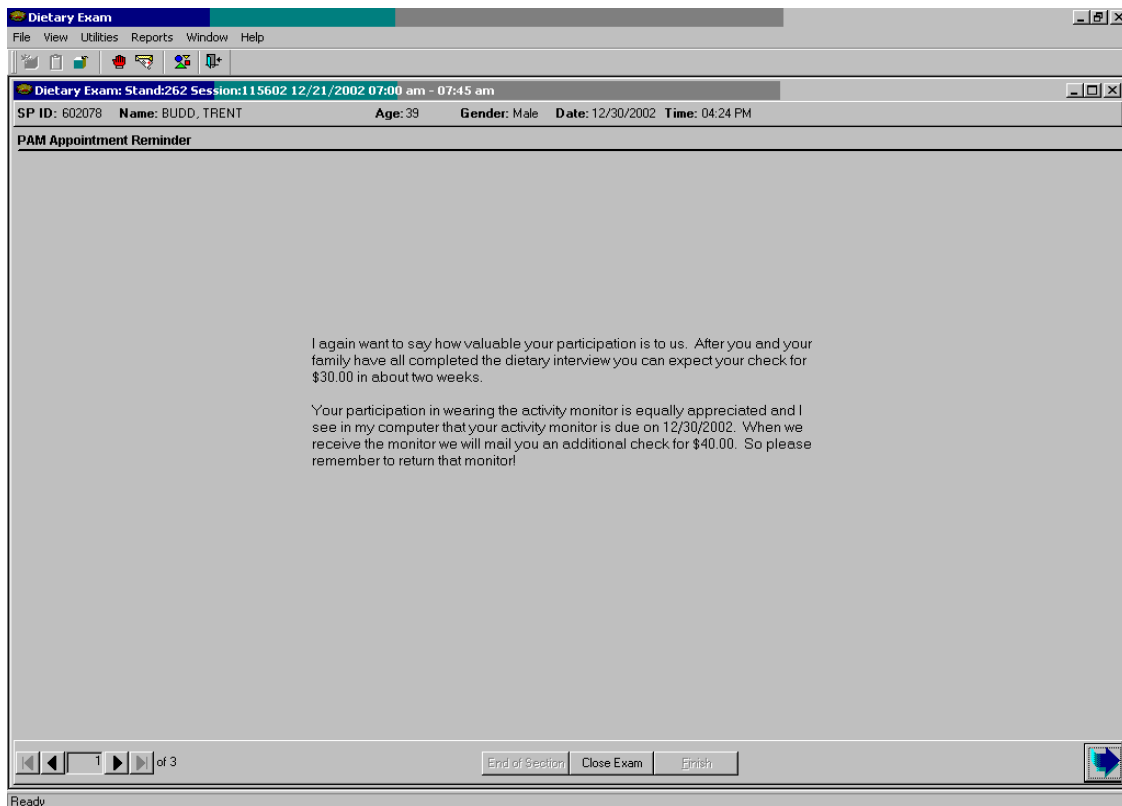 Dietary Exam
File View Utilities Reports Window Help
Dietary Exam: Stand:262 Session:115602 12/21/2002 07:00 am - 07:45 am
SP ID: 602078 Name: BUDD, TRENT Age: 39 Gender: Male Date: 12/30/2002 Time: 04:24 PM
PAM Appointment Reminder
I again want to say how valuable your participation is to us. After you and your
family have all completed the dietary interview you can expect your check for
$30.00 in about two weeks.
Your participation in wearing the activity monitor is equally appreciated and I
see in my computer that your activity monitor is due on 12/30/2002. When we
receive the monitor we will mail you an additional check for $40.00. So please
remember to return that monitor!
1 of 3 End of Section Close Exam Finish
Ready